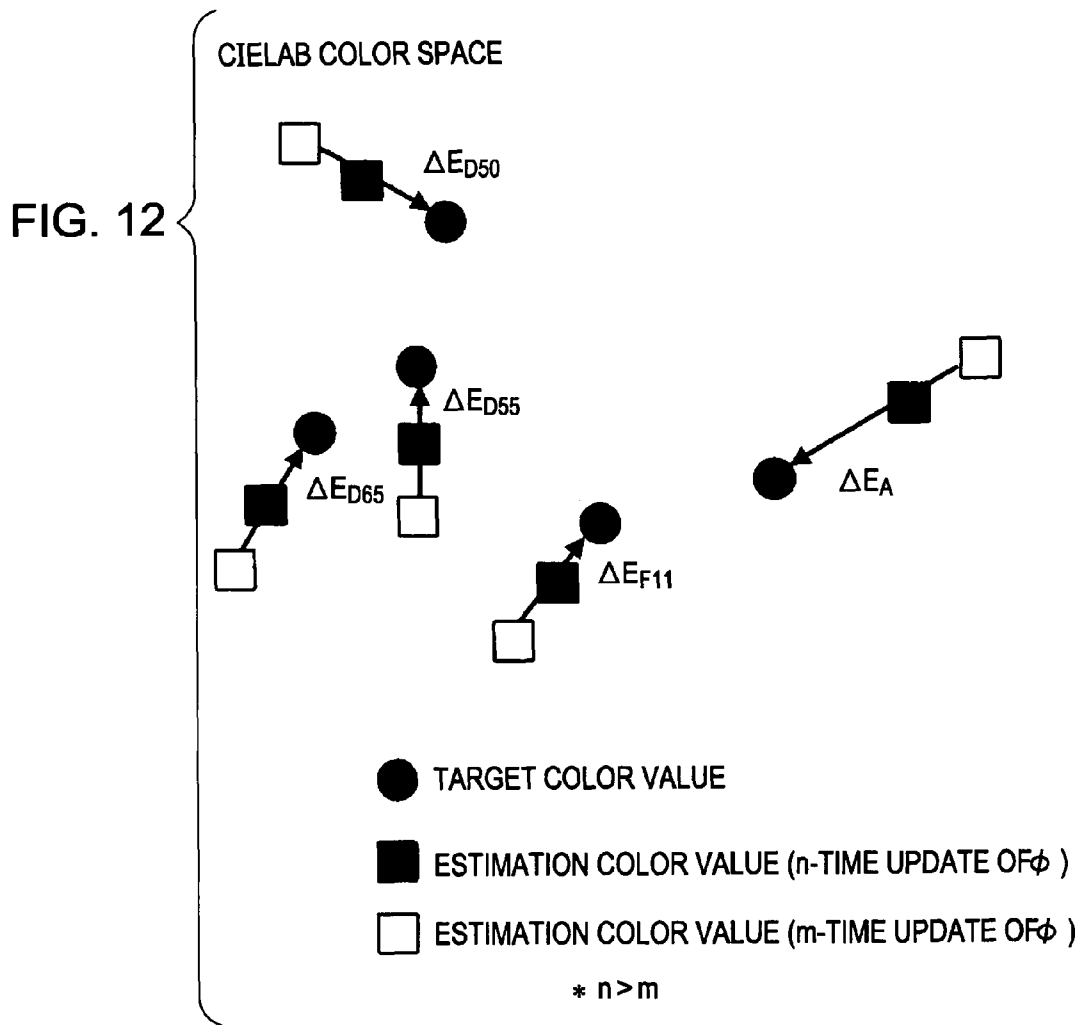 CIELAB COLOR SPACE
FIG. 12
ΔE_D50
ΔE_D55
ΔE_D65
ΔE_A
ΔE_F11
TARGET COLOR VALUE
ESTIMATION COLOR VALUE (n-TIME UPDATE OFϕ )
ESTIMATION COLOR VALUE (m-TIME UPDATE OFϕ )
* n>m